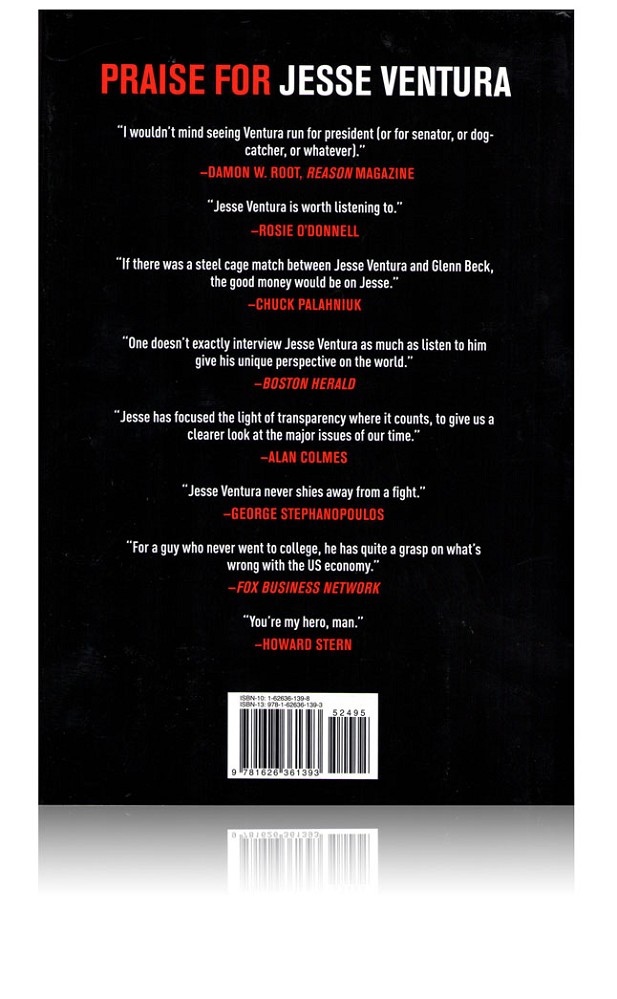 PRAISE FOR JESSE VENTURA
“I wouldn’t mind seeing Ventura run for president (or for senator, or dog-
catcher, or whatever).”
–DAMON W. ROOT, REASON MAGAZINE
“Jesse Ventura is worth listening to.”
–ROSIE O’DONNELL
“If there was a steel cage match between Jesse Ventura and Glenn Beck,
the good money would be on Jesse.”
–CHUCK PALAHNIUK
“One doesn’t exactly interview Jesse Ventura as much as listen to him
give his unique perspective on the world.”
–BOSTON HERALD
“Jesse has focused the light of transparency where it counts, to give us a
clearer look at the major issues of our time.”
–ALAN COLMES
“Jesse Ventura never shies away from a fight.”
–GEORGE STEPHANOPOULOS
“For a guy who never went to college, he has quite a grasp on what’s
wrong with the US economy.”
–FOX BUSINESS NETWORK
“You’re my hero, man.”
–HOWARD STERN
ISBN-10: 1-62636-139-8
ISBN-13: 978-1-62636-139-3
52495
9 781626 361393